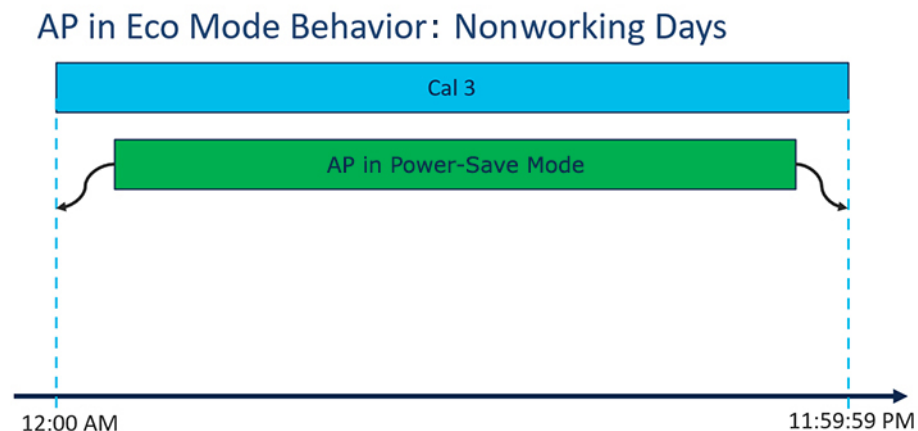 AP in Eco Mode Behavior: Nonworking Days
Cal 3
AP in Power-Save Mode
12:00 AM
11:59:59 PM